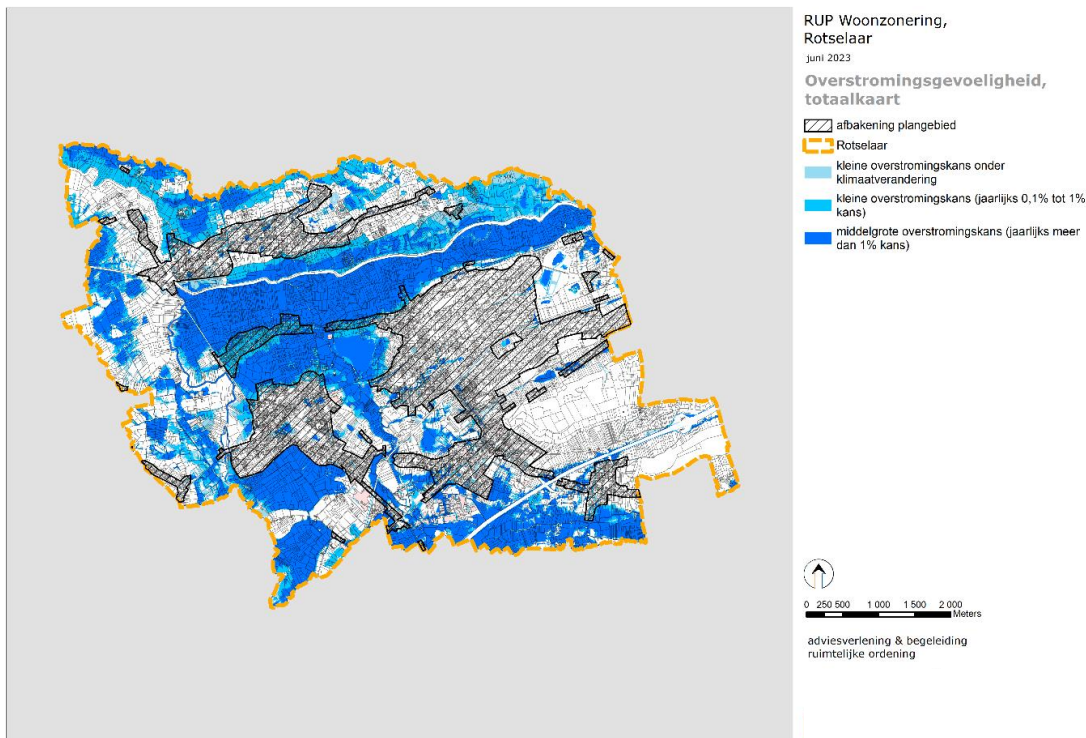 RUP Woonzonering,
Rotselaar
juni 2023
Overstromingsgevoeligheid,
totaalkaart
afbakening plangebied
Rotselaar
kleine overstromingskans onder
klimaatverandering
kleine overstromingskans (jaarlijks 0,1% tot 1%
kans)
middelgrote overstromingskans (jaarlijks meer
dan 1% kans)
0 250 500 1 000 1 500 2 000
Meters
adviesverlening & begeleiding
ruimtelijke ordening